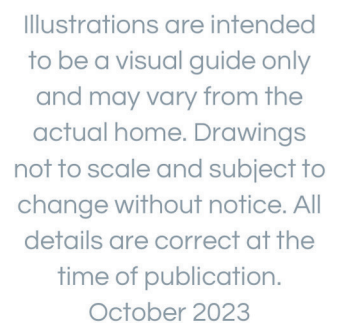 Illustrations are intended
to be a visual guide only
and may vary from the
actual home. Drawings
not to scale and subject to
change without notice. All
details are correct at the
time of publication.
October 2023